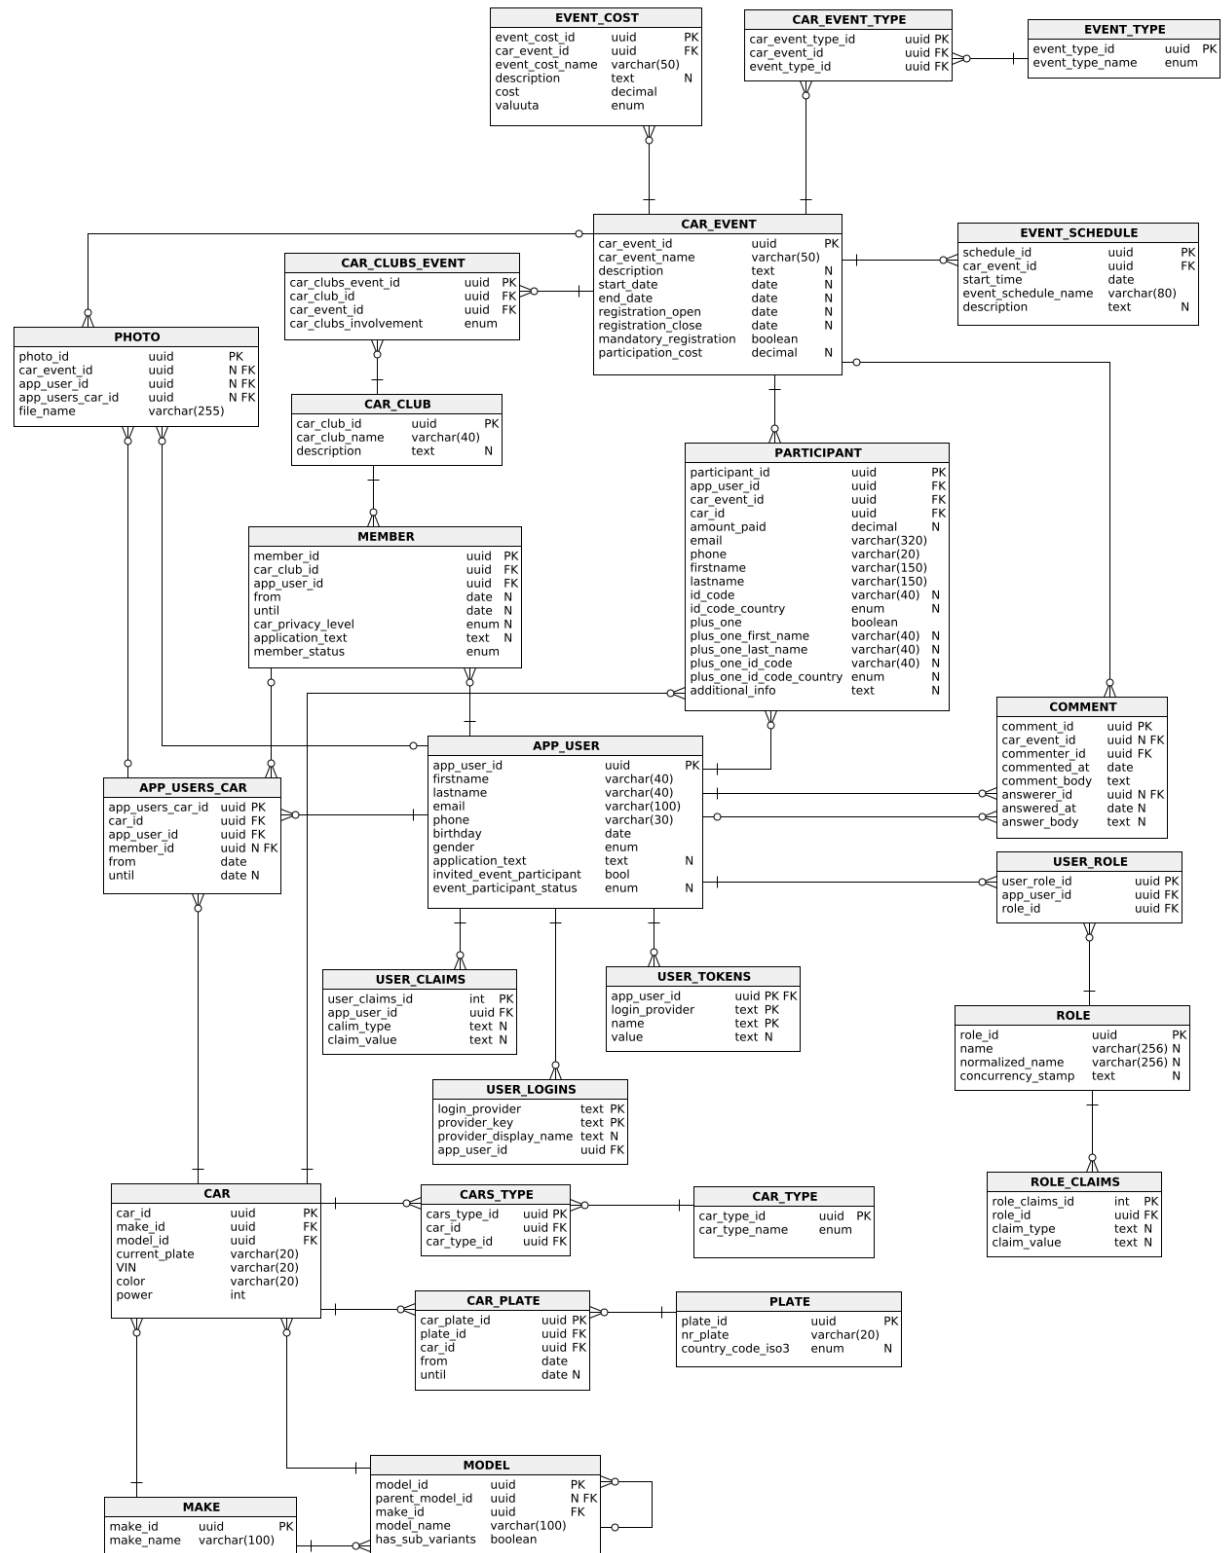 EVENT_COST
event_cost_id uuid PK
car_event_id uuid FK
event_cost_name varchar(50)
description text N
cost decimal
valuuta enum
CAR_EVENT_TYPE
car_event_type_id uuid PK
car_event_id uuid FK
event_type_id uuid FK
EVENT_TYPE
event_type_id uuid PK
event_type_name enum
CAR_EVENT
car_event_id uuid PK
car_event_name varchar(50)
description text N
start_date date N
end_date date N
registration_open date N
registration_close date N
mandatory_registration boolean
participation_cost decimal N
EVENT_SCHEDULE
schedule_id uuid PK
car_event_id uuid FK
start_time date
event_schedule_name varchar(80)
description text N
CAR_CLUBS_EVENT
car_clubs_event_id uuid PK
car_club_id uuid FK
car_event_id uuid FK
car_clubs_involvement enum
PHOTO
photo_id uuid PK
car_event_id uuid N FK
app_user_id uuid N FK
app_users_car_id uuid N FK
file_name varchar(255)
CAR_CLUB
car_club_id uuid PK
car_club_name varchar(40)
description text N
PARTICIPANT
participant_id uuid PK
app_user_id uuid FK
car_event_id uuid FK
car_id uuid FK
amount_paid decimal N
email varchar(320)
phone varchar(20)
firstname varchar(150)
lastname varchar(150)
id_code varchar(40) N
id_code_country enum N
plus_one boolean
plus_one_first_name varchar(40) N
plus_one_last_name varchar(40) N
plus_one_id_code varchar(40) N
plus_one_id_code_country enum N
additional_info text N
MEMBER
member_id uuid PK
car_club_id uuid FK
app_user_id uuid FK
from date N
until date N
car_privacy_level enum N
application_text text N
member_status enum
COMMENT
comment_id uuid PK
car_event_id uuid N FK
commenter_id uuid FK
commented_at date
comment_body text
answerer_id uuid N FK
answered_at date N
answer_body text N
APP_USER
app_user_id uuid PK
firstname varchar(40)
lastname varchar(40)
email varchar(100)
phone varchar(30)
birthday date
gender enum
application_text text N
invited_event_participant bool
event_participant_status enum N
APP_USERS_CAR
app_users_car_id uuid PK
car_id uuid FK
app_user_id uuid FK
member_id uuid N FK
from date
until date N
USER_ROLE
user_role_id uuid PK
app_user_id uuid FK
role_id uuid FK
USER_CLAIMS
user_claims_id int PK
app_user_id uuid FK
calim_type text N
claim_value text N
USER_TOKENS
app_user_id uuid PK FK
login_provider text PK
name text PK
value text N
ROLE
role_id uuid PK
name varchar(256) N
normalized_name varchar(256) N
concurrency_stamp text N
USER_LOGINS
login_provider text PK
provider_key text PK
provider_display_name text N
app_user_id uuid FK
ROLE_CLAIMS
role_claims_id int PK
role_id uuid FK
claim_type text N
claim_value text N
CAR
car_id uuid PK
make_id uuid FK
model_id uuid FK
current_plate varchar(20)
VIN varchar(20)
color varchar(20)
power int
CARS_TYPE
cars_type_id uuid PK
car_id uuid FK
car_type_id uuid FK
CAR_TYPE
car_type_id uuid PK
car_type_name enum
CAR_PLATE
car_plate_id uuid PK
plate_id uuid FK
car_id uuid FK
from date
until date N
PLATE
plate_id uuid PK
nr_plate varchar(20)
country_code_iso3 enum N
MODEL
model_id uuid PK
parent_model_id uuid N FK
make_id uuid FK
model_name varchar(100)
has_sub_variants boolean
MAKE
make_id uuid PK
make_name varchar(100)